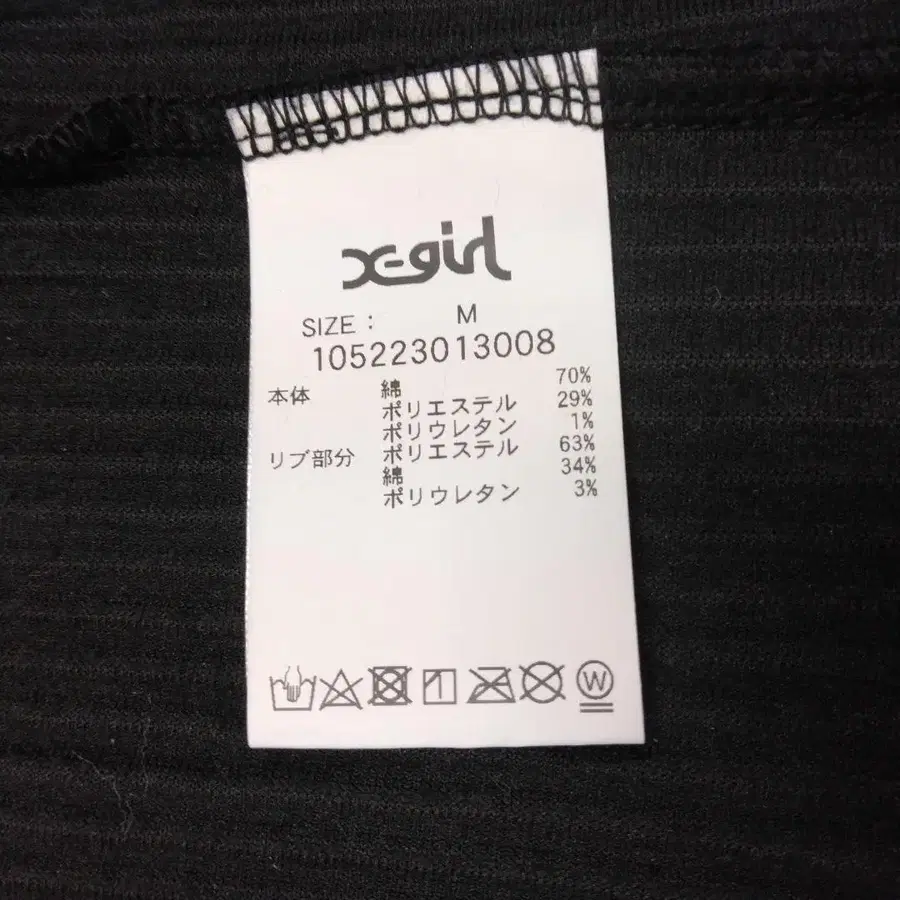 X-girl
SIZE : M
105223013008
本体 綿 70%
ポリエステル 29%
ポリウレタン 1%
リブ部分 ポリエステル 63%
綿 34%
ポリウレタン 3%
W